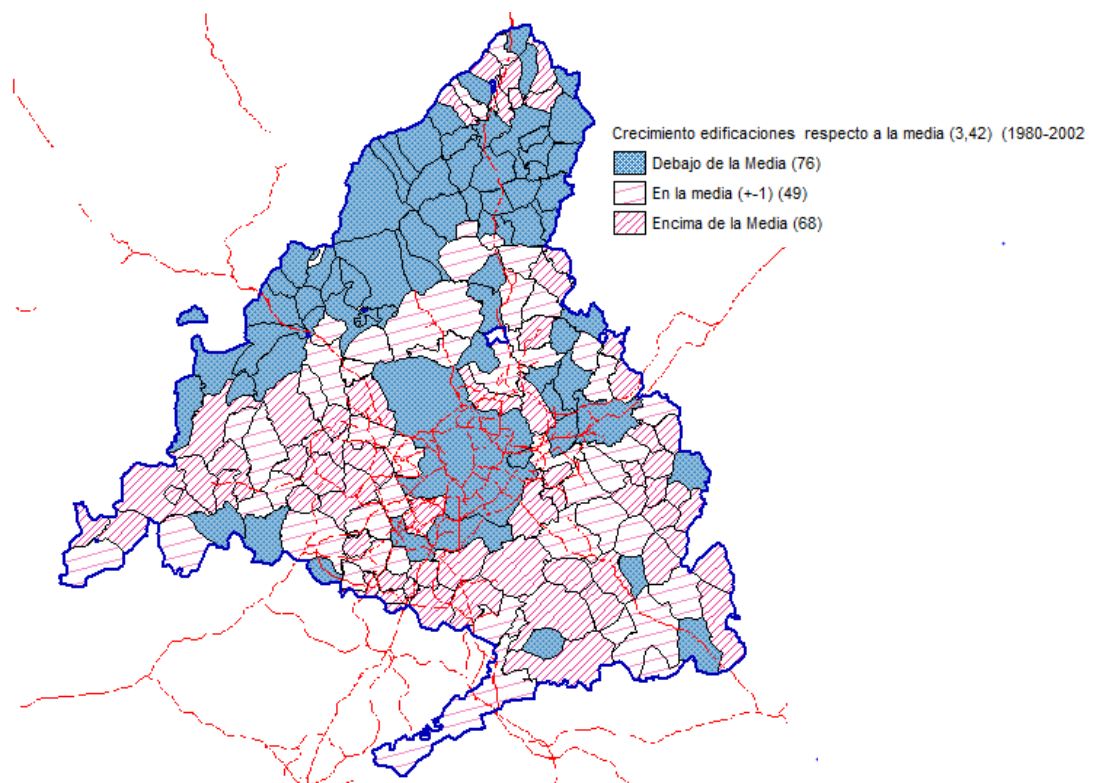 Crecimiento edificaciones respecto a la media (3,42) (1980-2002
Debajo de la Media (76)
En la media (+-1) (49)
Encima de la Media (68)